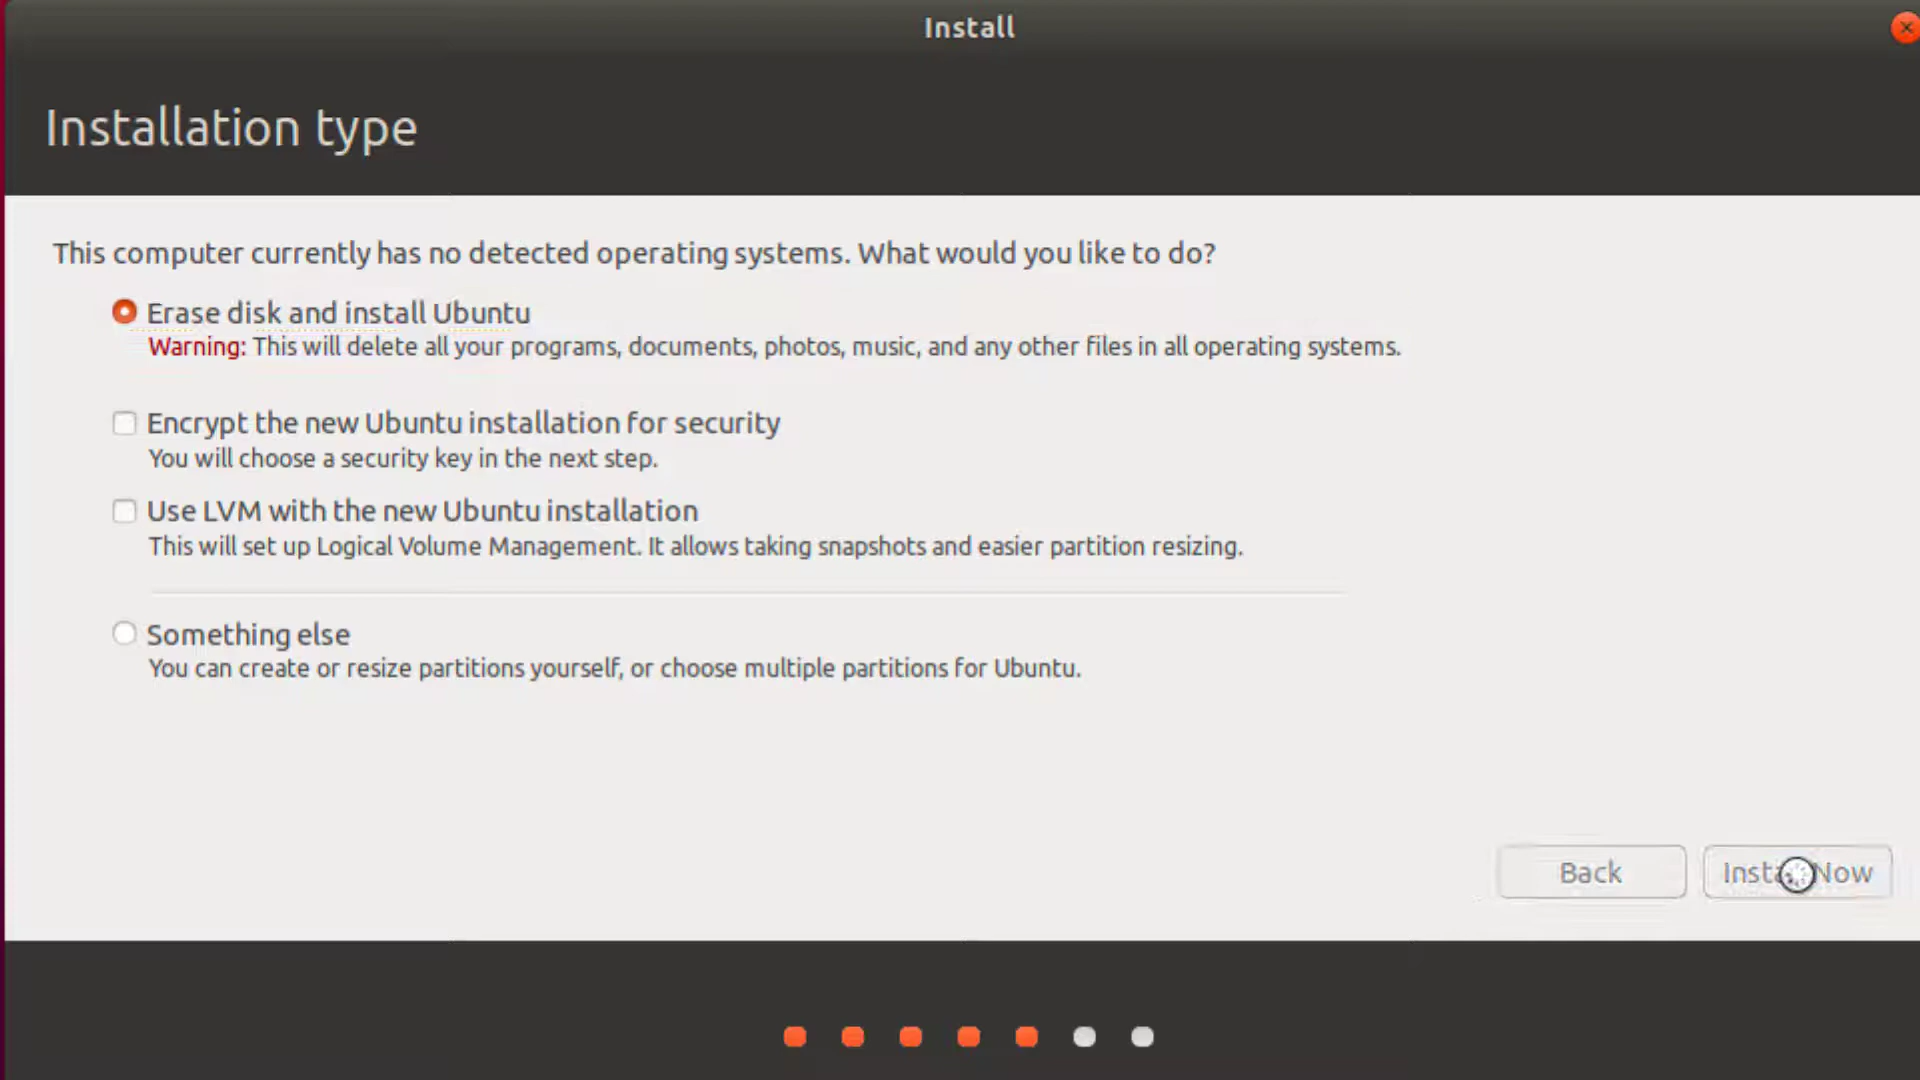 Install
Installation type
This computer currently has no detected operating systems. What would you like to do?
Erase disk and install Ubuntu
Warning: This will delete all your programs, documents, photos, music, and any other files in all operating systems.
Encrypt the new Ubuntu installation for security
You will choose a security key in the next step.
Use LVM with the new Ubuntu installation
This will set up Logical Volume Management. It allows taking snapshots and easier partition resizing.
Something else
You can create or resize partitions yourself, or choose multiple partitions for Ubuntu.
Back
Install Now